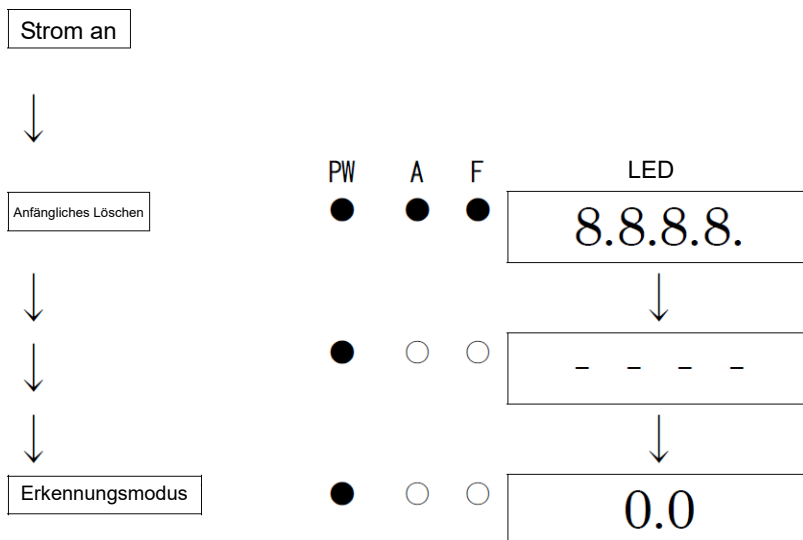 Strom an
PW A F LED
Anfängliches Löschen 8.8.8.8.
- - - -
Erkennungsmodus 0.0